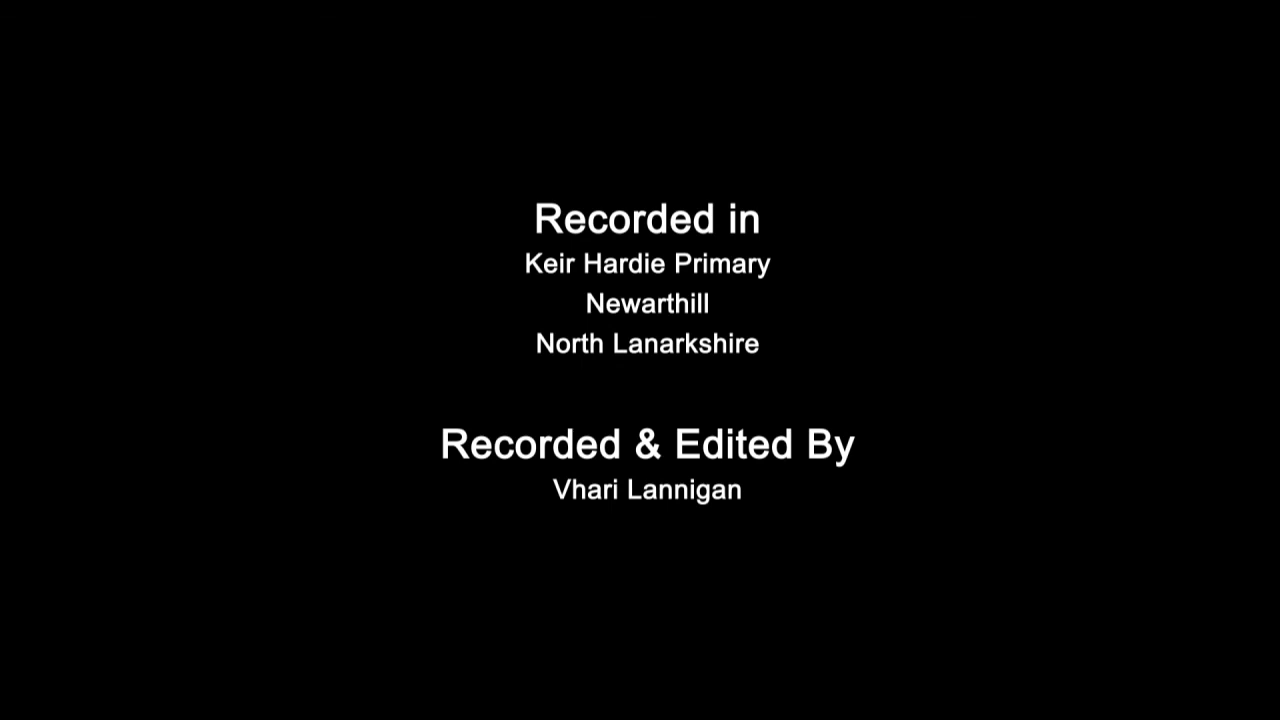 Recorded in
Keir Hardie Primary
Newarthill
North Lanarkshire
Recorded & Edited By
Vhari Lannigan